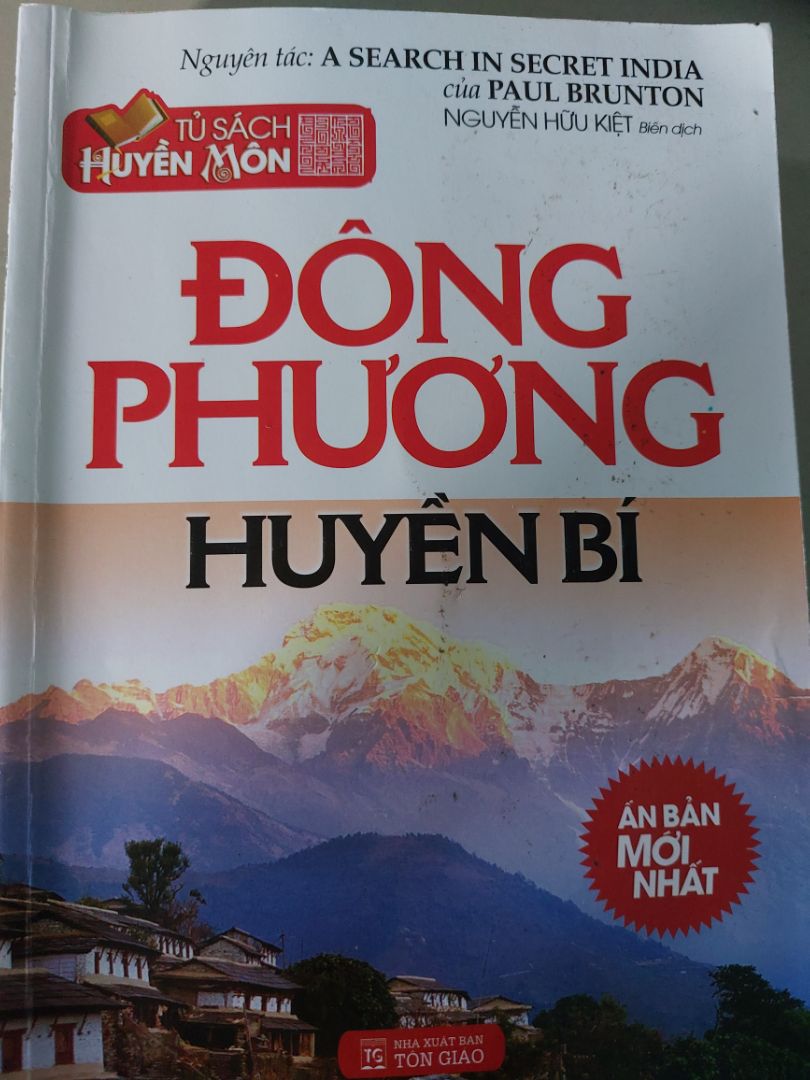 Nguyên tác: A SEARCH IN SECRET INDIA
của PAUL BRUNTON
NGUYỄN HỮU KIỆT Biên dịch
TỦ SÁCH
HUYỀN MÔN
ĐÔNG
PHƯƠNG
HUYỀN BÍ
ẤN BẢN
MỚI
NHẤT
TG
NHÀ XUẤT BẢN
TÔN GIÁO